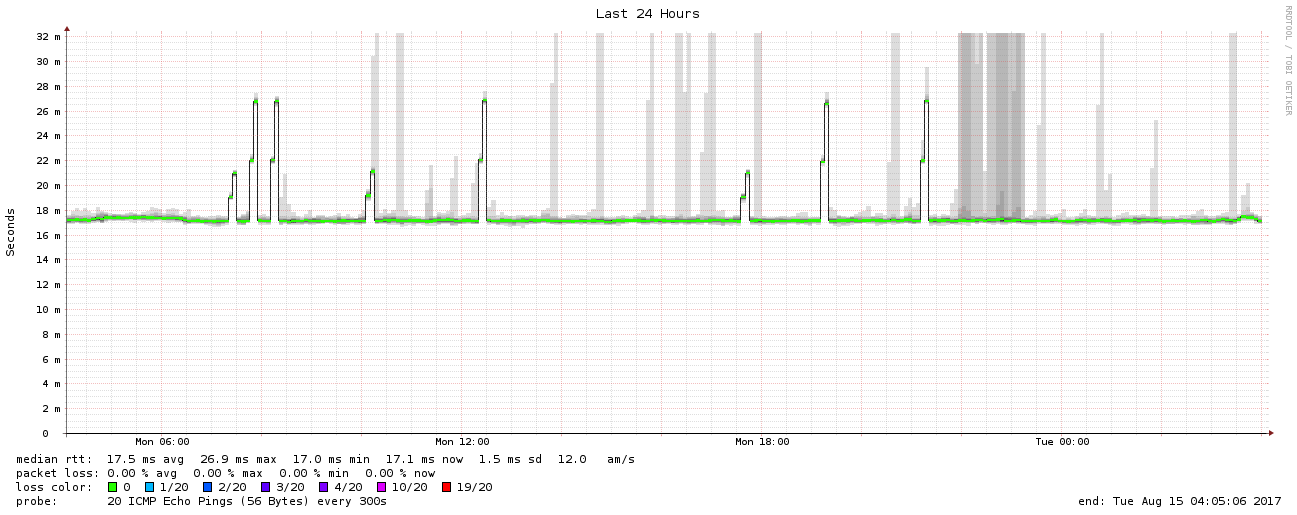 Last 24 Hours
RRDTOOL / TOBI OETIKER
32 m
30 m
28 m
26 m
24 m
22 m
20 m
18 m
16 m
14 m
12 m
10 m
8 m
6 m
4 m
2 m
0
Seconds
Mon 06:00 Mon 12:00 Mon 18:00 Tue 00:00
median rtt: 17.5 ms avg 26.9 ms max 17.0 ms min 17.1 ms now 1.5 ms sd 12.0 am/s
packet loss: 0.00 % avg 0.00 % max 0.00 % min 0.00 % now
loss color: 0 1/20 2/20 3/20 4/20 10/20 19/20
probe: 20 ICMP Echo Pings (56 Bytes) every 300s end: Tue Aug 15 04:05:06 2017